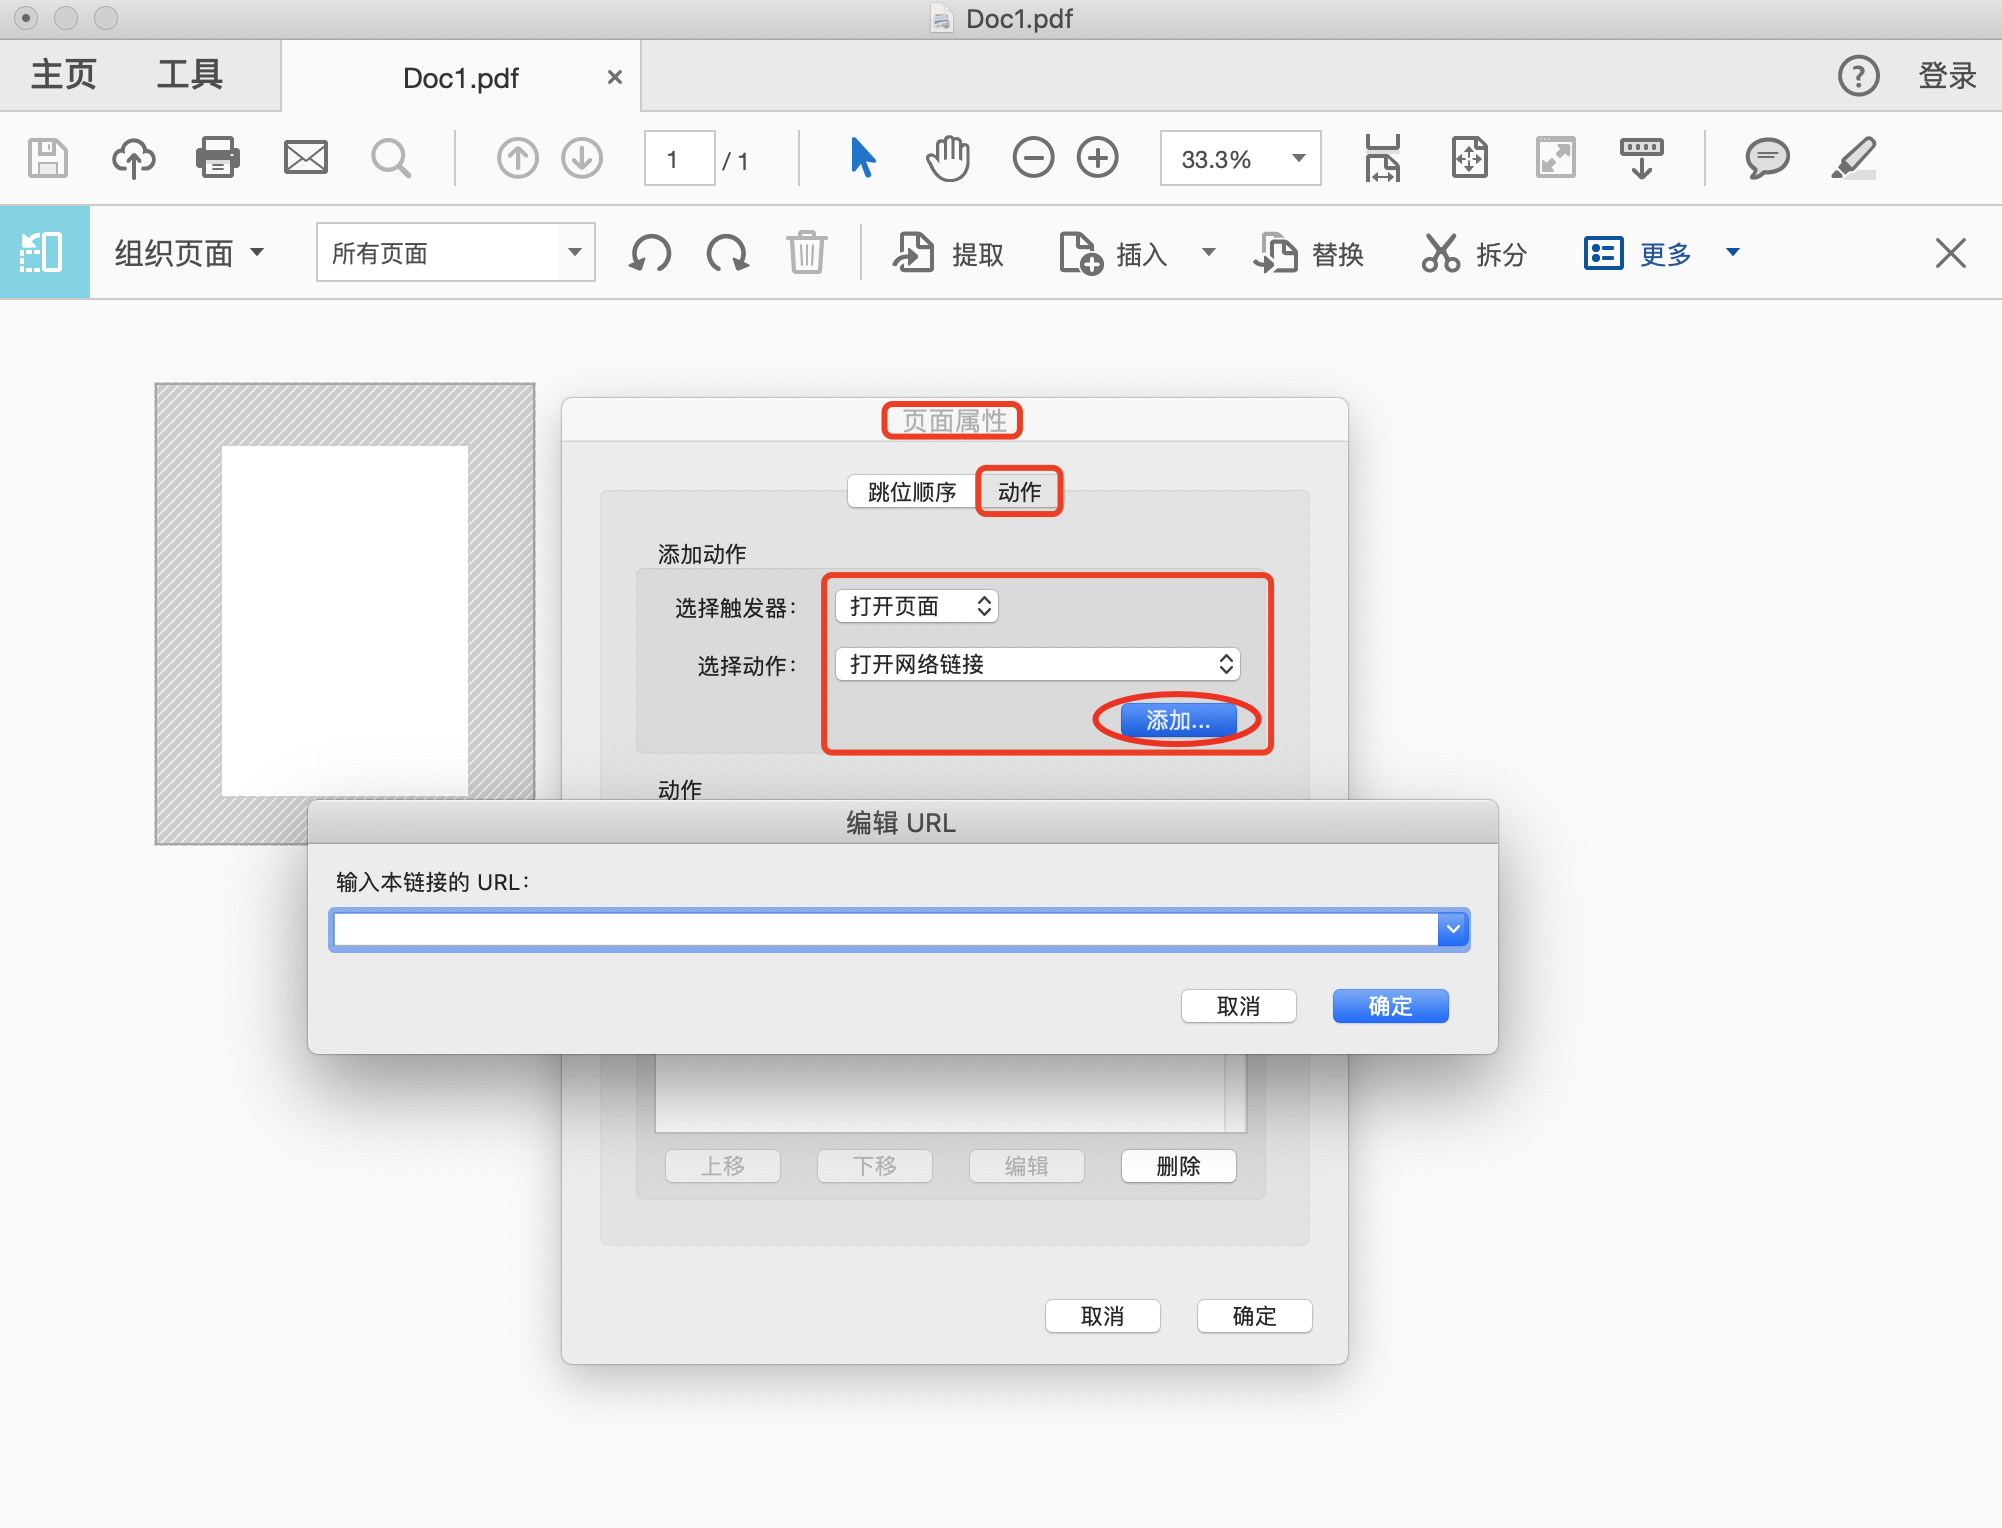 Doc1.pdf
主页 工具 Doc1.pdf × ? 登录
1 / 1 33.3%
组织页面 所有页面 提取 插入 替换 拆分 更多
页面属性
跳位顺序 动作
添加动作
选择触发器: 打开页面
选择动作: 打开网络链接
添加...
动作
编辑 URL
输入本链接的 URL:
取消 确定
上移 下移 编辑 删除
取消 确定